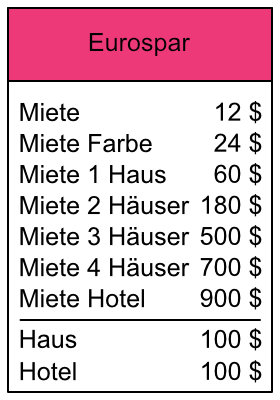 Eurospar
Miete 12 $
Miete Farbe 24 $
Miete 1 Haus 60 $
Miete 2 Häuser 180 $
Miete 3 Häuser 500 $
Miete 4 Häuser 700 $
Miete Hotel 900 $
Haus 100 $
Hotel 100 $